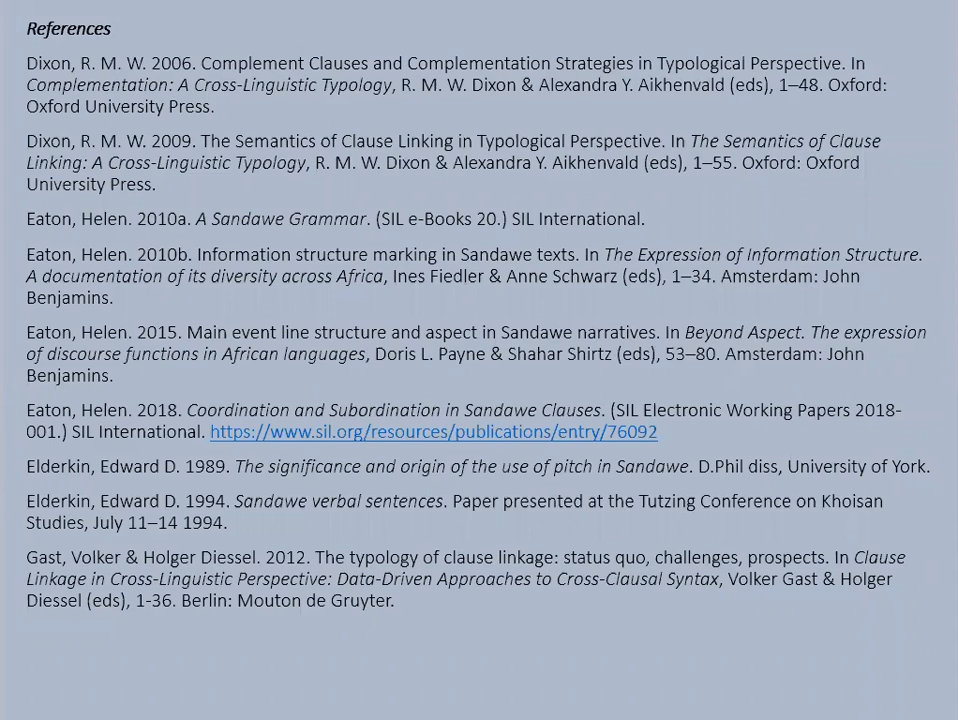 References
Dixon, R. M. W. 2006. Complement Clauses and Complementation Strategies in Typological Perspective. In
Complementation: A Cross-Linguistic Typology, R. M. W. Dixon & Alexandra Y. Aikhenvald (eds), 1–48. Oxford:
Oxford University Press.
Dixon, R. M. W. 2009. The Semantics of Clause Linking in Typological Perspective. In The Semantics of Clause
Linking: A Cross-Linguistic Typology, R. M. W. Dixon & Alexandra Y. Aikhenvald (eds), 1–55. Oxford: Oxford
University Press.
Eaton, Helen. 2010a. A Sandawe Grammar. (SIL e-Books 20.) SIL International.
Eaton, Helen. 2010b. Information structure marking in Sandawe texts. In The Expression of Information Structure.
A documentation of its diversity across Africa, Ines Fiedler & Anne Schwarz (eds), 1–34. Amsterdam: John
Benjamins.
Eaton, Helen. 2015. Main event line structure and aspect in Sandawe narratives. In Beyond Aspect. The expression
of discourse functions in African languages, Doris L. Payne & Shahar Shirtz (eds), 53–80. Amsterdam: John
Benjamins.
Eaton, Helen. 2018. Coordination and Subordination in Sandawe Clauses. (SIL Electronic Working Papers 2018-
001.) SIL International. https://www.sil.org/resources/publications/entry/76092
Elderkin, Edward D. 1989. The significance and origin of the use of pitch in Sandawe. D.Phil diss, University of York.
Elderkin, Edward D. 1994. Sandawe verbal sentences. Paper presented at the Tutzing Conference on Khoisan
Studies, July 11–14 1994.
Gast, Volker & Holger Diessel. 2012. The typology of clause linkage: status quo, challenges, prospects. In Clause
Linkage in Cross-Linguistic Perspective: Data-Driven Approaches to Cross-Clausal Syntax, Volker Gast & Holger
Diessel (eds), 1-36. Berlin: Mouton de Gruyter.